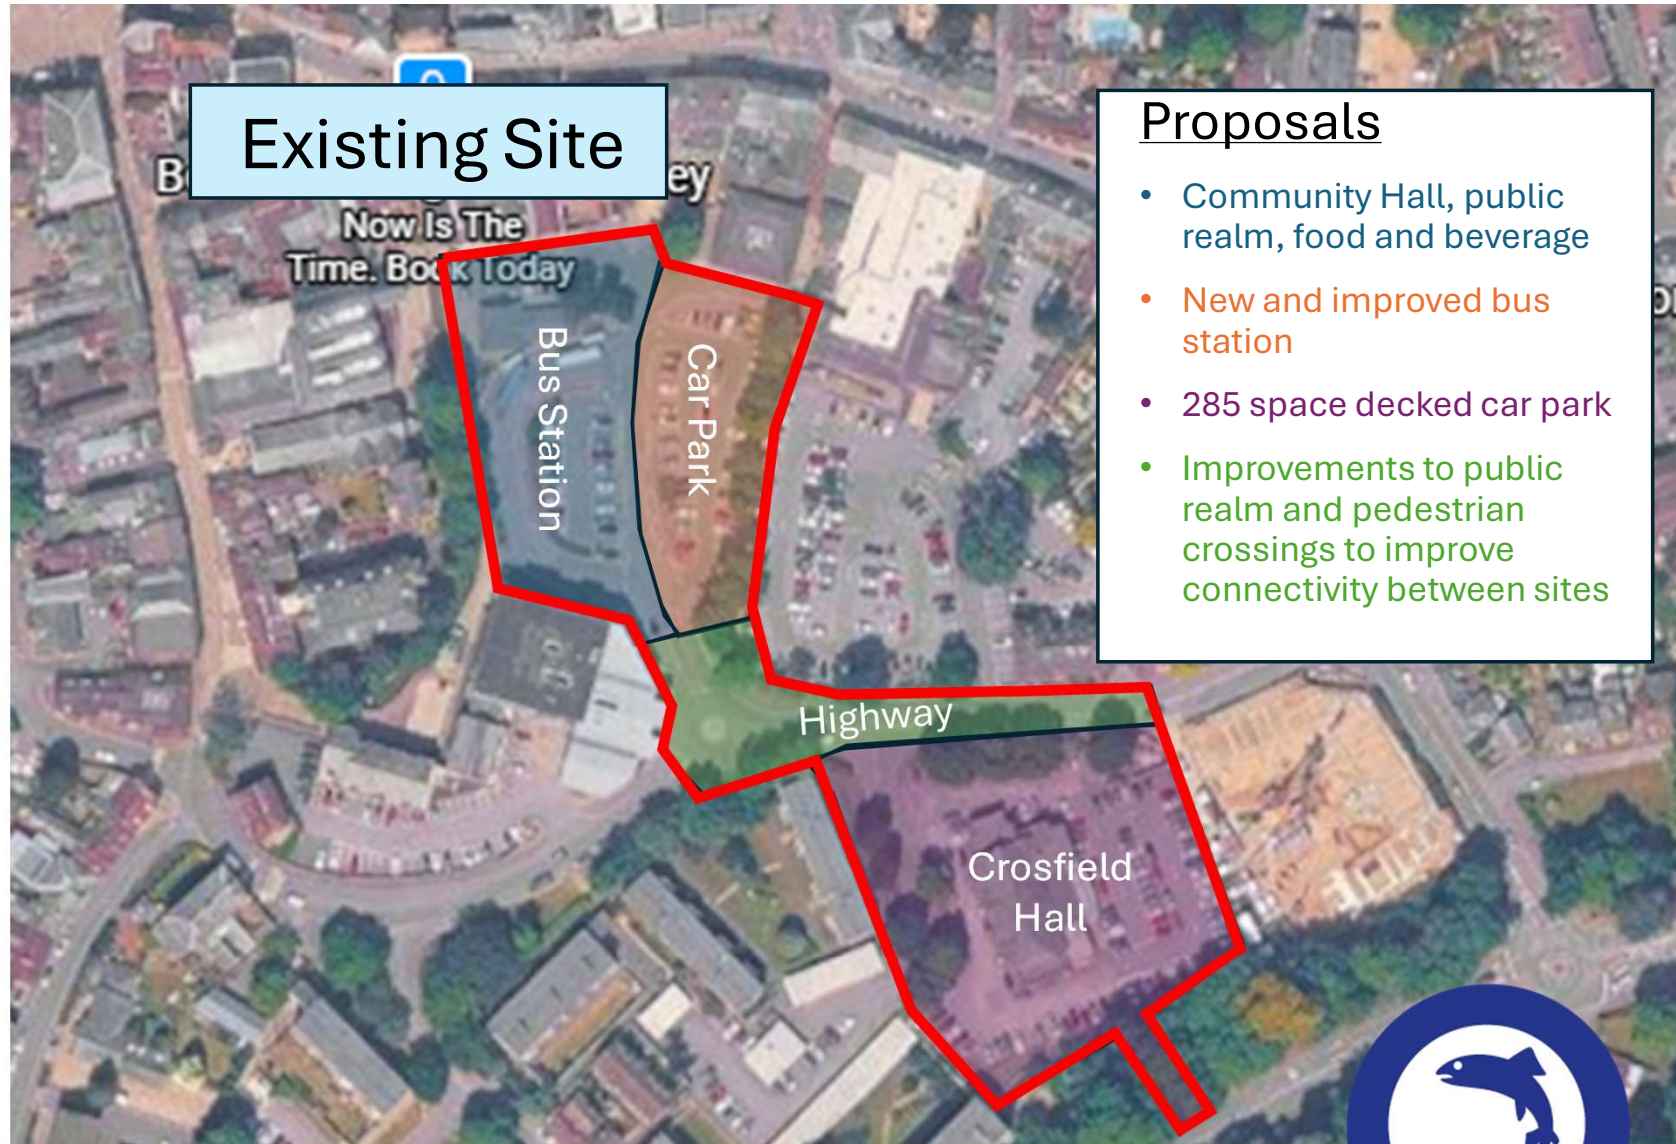 Existing Site
B
ey
Now Is The
Time. Book Today
Proposals
• Community Hall, public
realm, food and beverage
• New and improved bus
station
• 285 space decked car park
• Improvements to public
realm and pedestrian
crossings to improve
connectivity between sites
Bus Station
Car Park
Highway
Crosfield
Hall